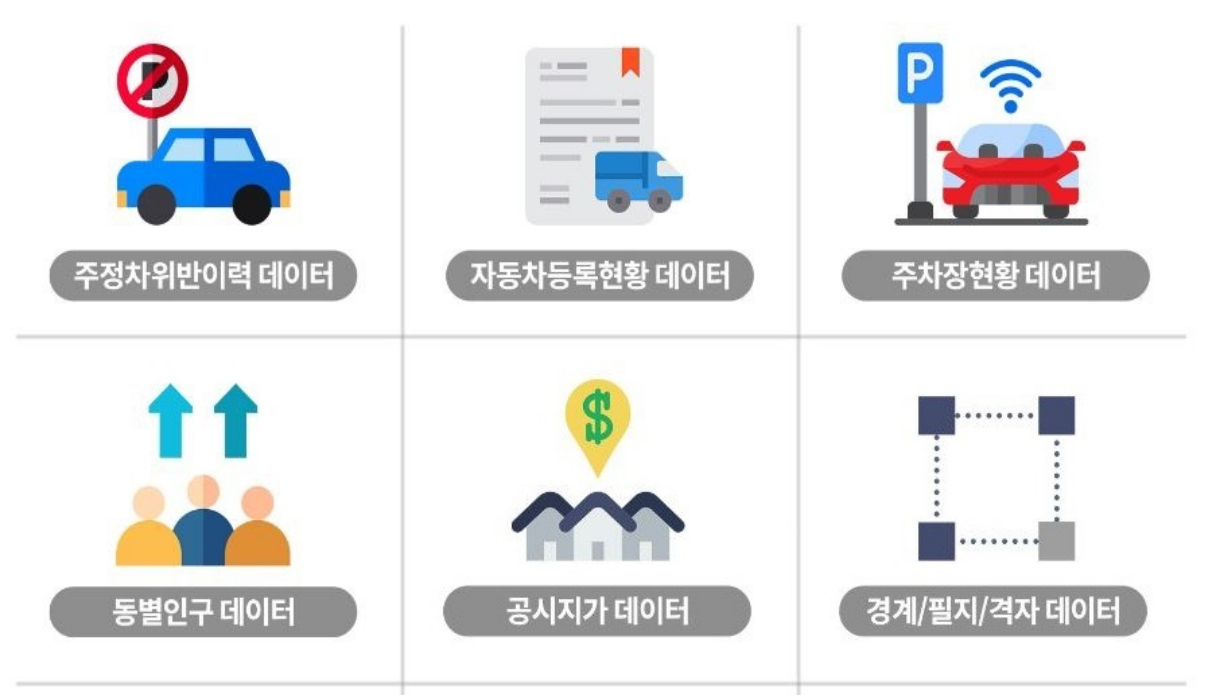 P
P
주정차위반이력 데이터
자동차등록현황 데이터
주차장현황 데이터
$
동별인구 데이터
공시지가 데이터
경계/필지/격자 데이터